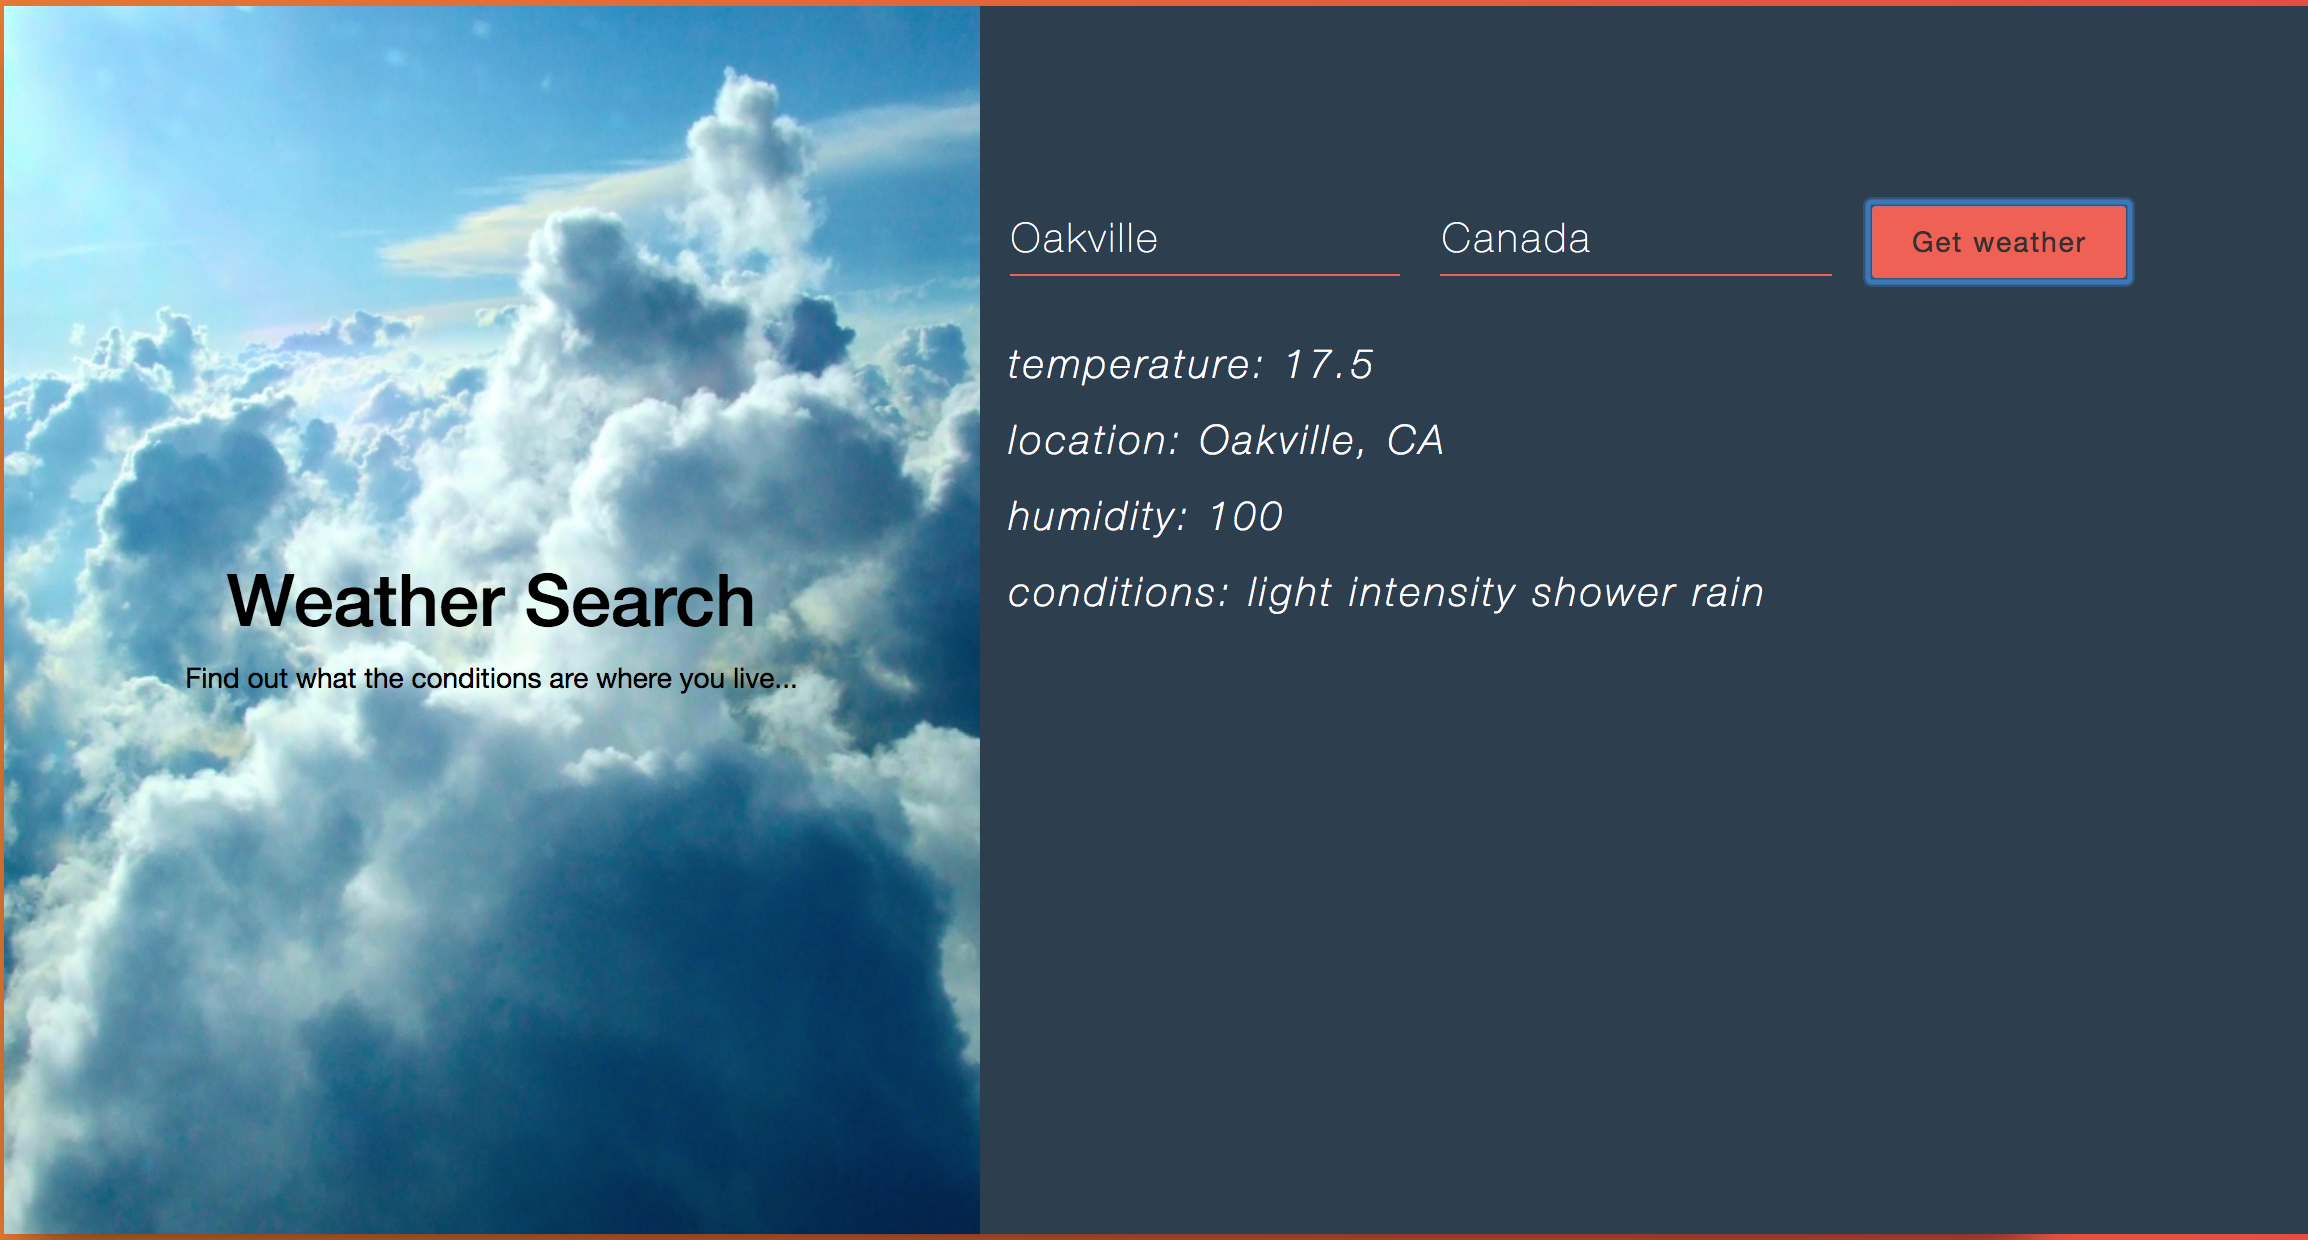 Weather Search
Find out what the conditions are where you live...
Oakville
Canada
Get weather
temperature: 17.5
location: Oakville, CA
humidity: 100
conditions: light intensity shower rain